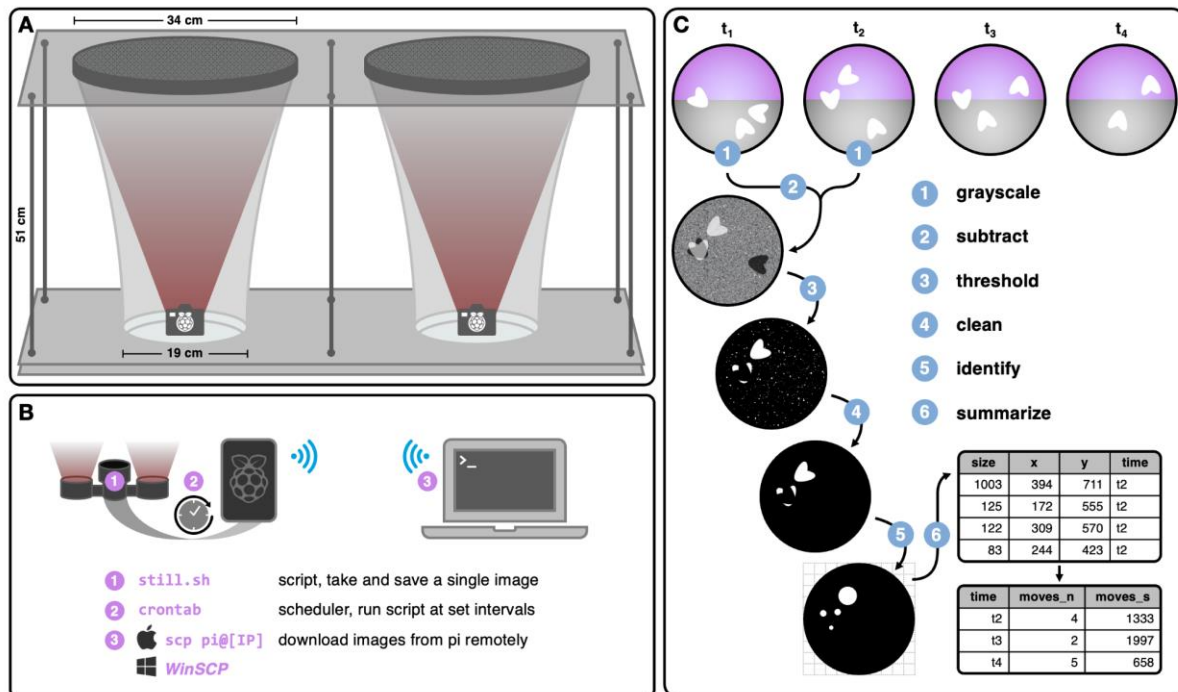 A
34 cm
51 cm
19 cm
B
1
2
3
>_
1 still.sh script, take and save a single image
2 crontab scheduler, run script at set intervals
3 scp pi@[IP] download images from pi remotely
WinSCP
C
t1 t2 t3 t4
1 1
2
3
4
5
6
1 grayscale
2 subtract
3 threshold
4 clean
5 identify
6 summarize
size x y time
1003 394 711 t2
125 172 555 t2
122 309 570 t2
83 244 423 t2
time moves_n moves_s
t2 4 1333
t3 2 1997
t4 5 658